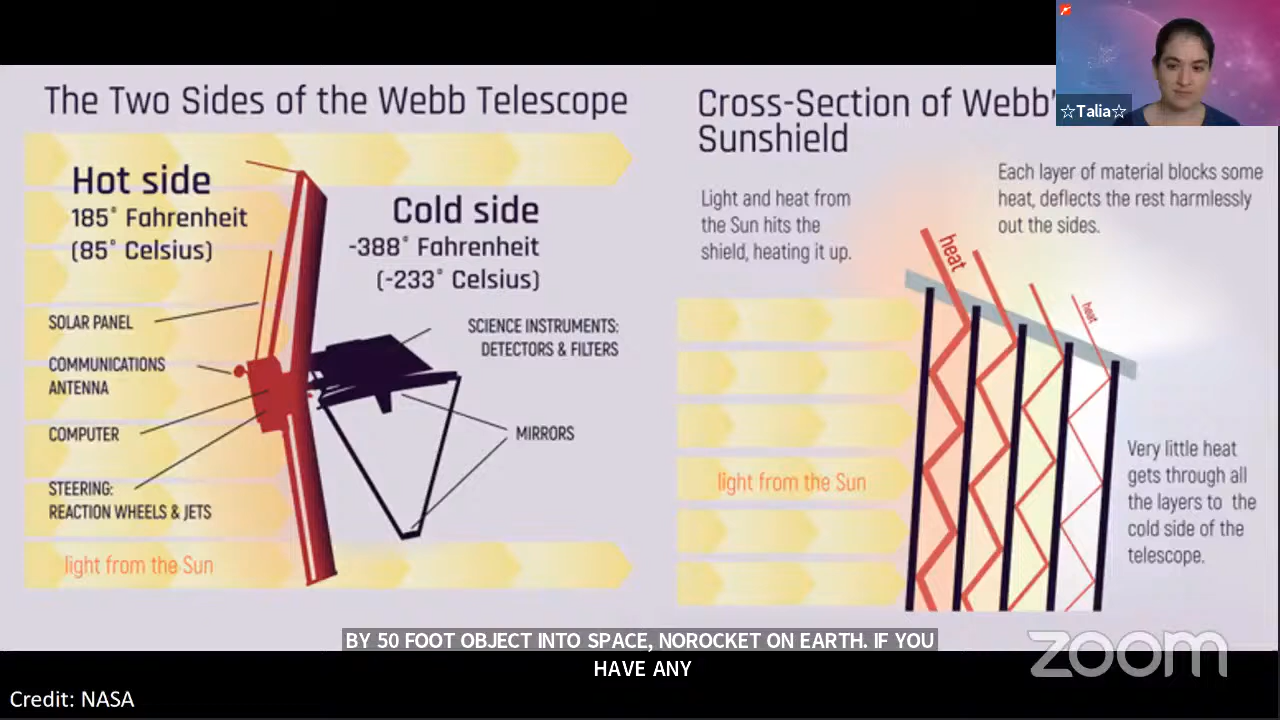 ☆Talia☆
The Two Sides of the Webb Telescope
Hot side
185° Fahrenheit
(85° Celsius)
Cold side
-388° Fahrenheit
(-233° Celsius)
SOLAR PANEL
COMMUNICATIONS
ANTENNA
COMPUTER
STEERING:
REACTION WHEELS & JETS
light from the Sun
SCIENCE INSTRUMENTS:
DETECTORS & FILTERS
MIRRORS
Cross-Section of Webb'
Sunshield
Light and heat from
the Sun hits the
shield, heating it up.
Each layer of material blocks some
heat, deflects the rest harmlessly
out the sides.
heat
heat
light from the Sun
Very little heat
gets through all
the layers to the
cold side of the
telescope.
BY 50 FOOT OBJECT INTO SPACE, NOROCKET ON EARTH. IF YOU
HAVE ANY
zoom
Credit: NASA